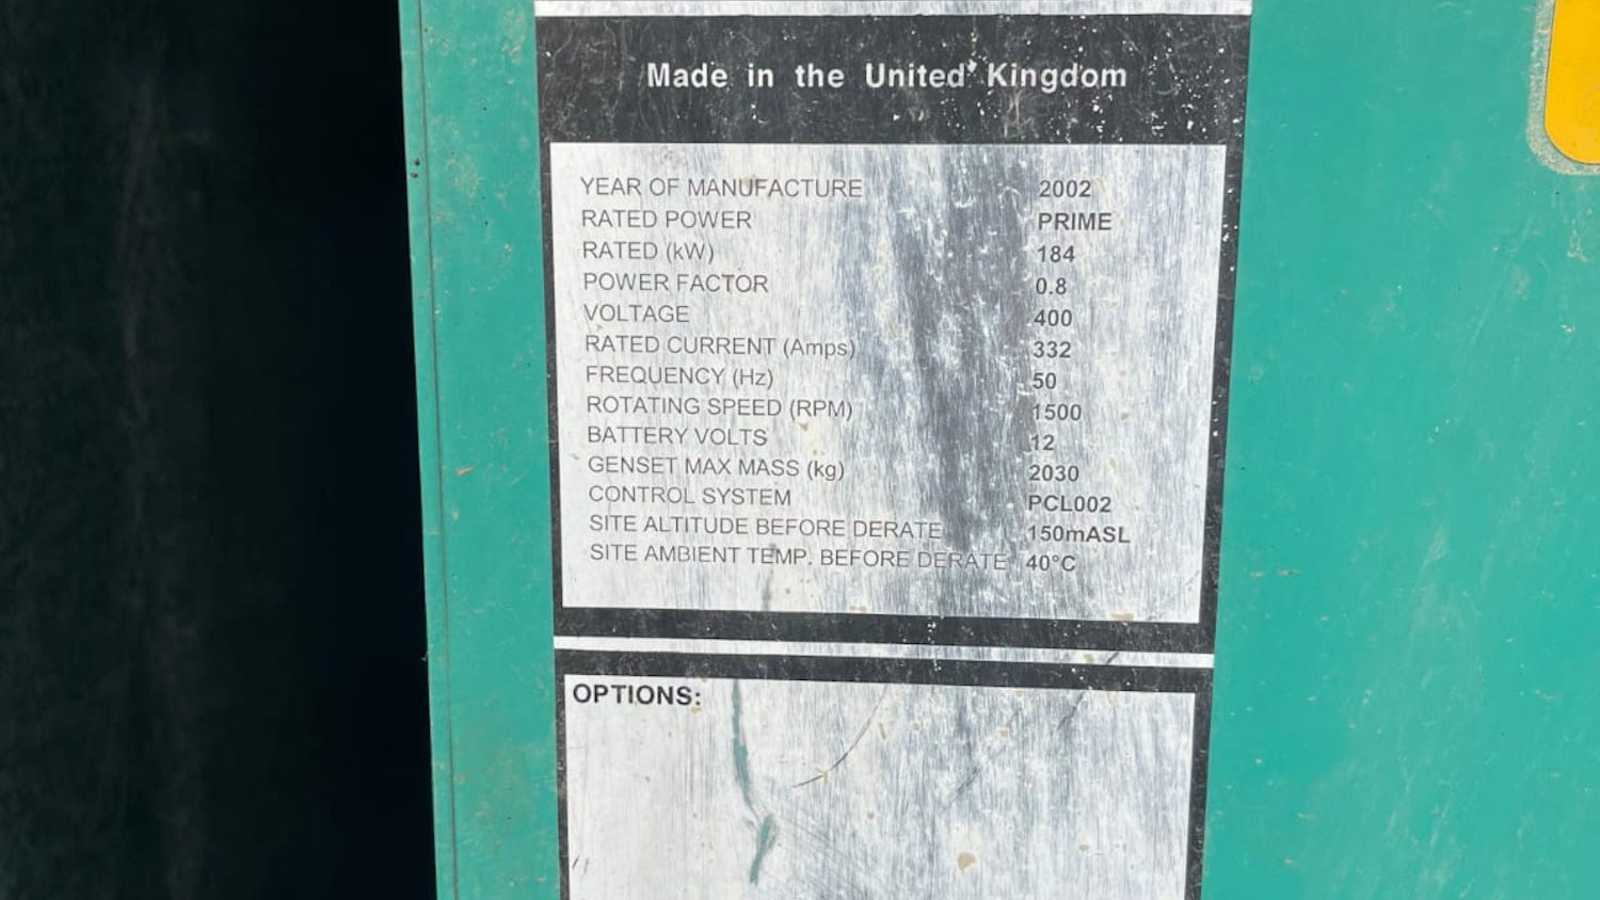 Made in the United Kingdom
YEAR OF MANUFACTURE 2002
RATED POWER PRIME
RATED (kW) 184
POWER FACTOR 0.8
VOLTAGE 400
RATED CURRENT (Amps) 332
FREQUENCY (Hz) 50
ROTATING SPEED (RPM) 1500
BATTERY VOLTS 12
GENSET MAX MASS (kg) 2030
CONTROL SYSTEM PCL002
SITE ALTITUDE BEFORE DERATE 150mASL
SITE AMBIENT TEMP. BEFORE DERATE 40°C
OPTIONS: